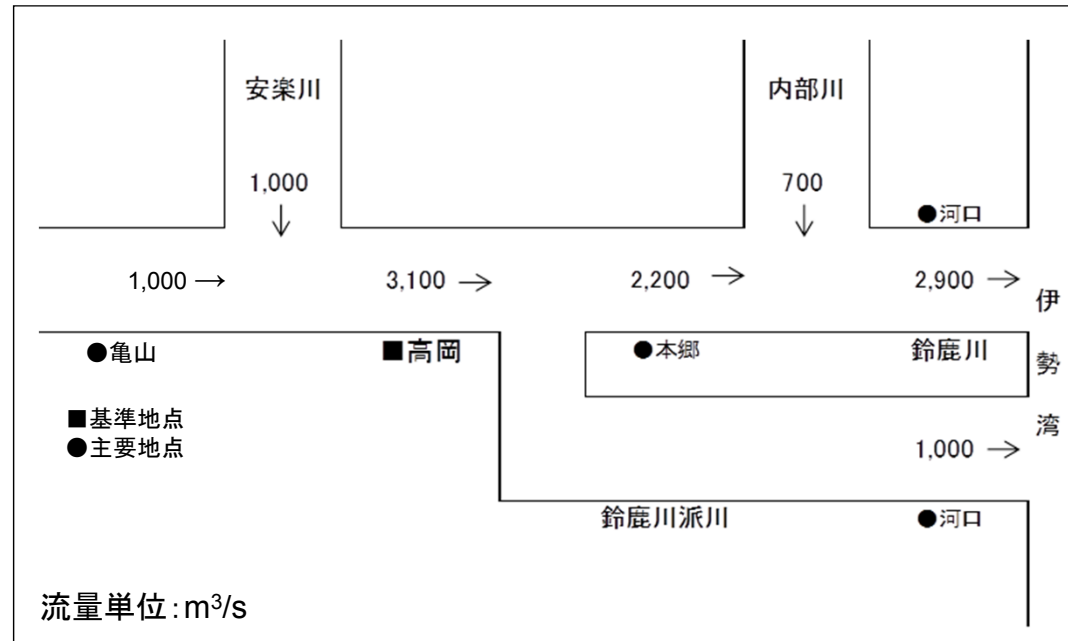 安楽川
内部川
1,000
700
↓
↓
●河口
1,000 →
3,100 →
2,200 →
2,900 →
伊
勢
湾
●亀山
■高岡
●本郷
鈴鹿川
■基準地点
●主要地点
1,000 →
鈴鹿川派川
●河口
流量単位:m³/s